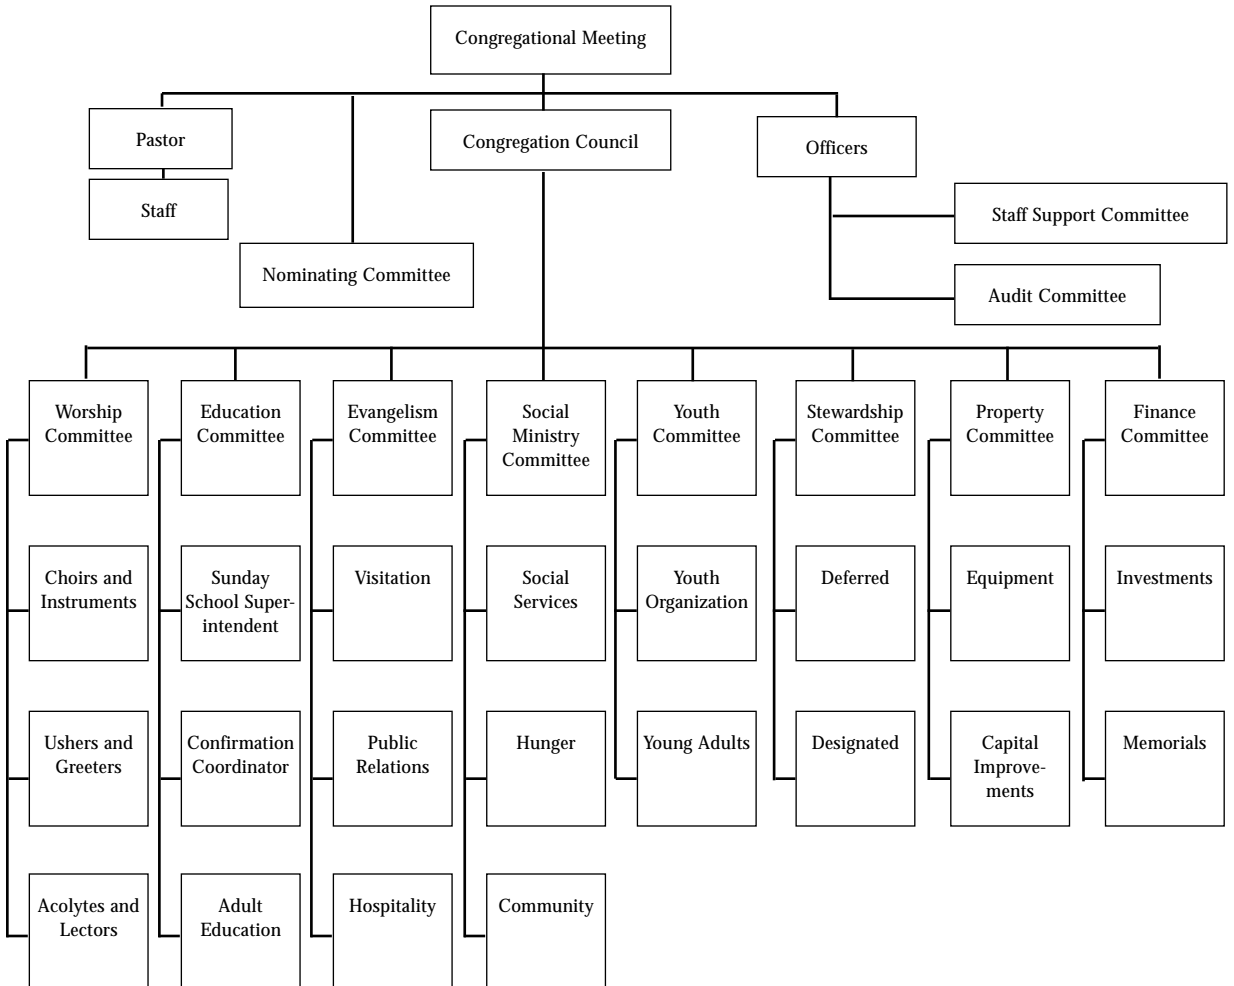 Congregational Meeting
Pastor
Congregation Council
Officers
Staff
Staff Support Committee
Nominating Committee
Audit Committee
Worship
Committee
Education
Committee
Evangelism
Committee
Social
Ministry
Committee
Youth
Committee
Stewardship
Committee
Property
Committee
Finance
Committee
Choirs and
Instruments
Sunday
School Super-
intendent
Visitation
Social
Services
Youth
Organization
Deferred
Equipment
Investments
Ushers and
Greeters
Confirmation
Coordinator
Public
Relations
Hunger
Young Adults
Designated
Capital
Improve-
ments
Memorials
Acolytes and
Lectors
Adult
Education
Hospitality
Community